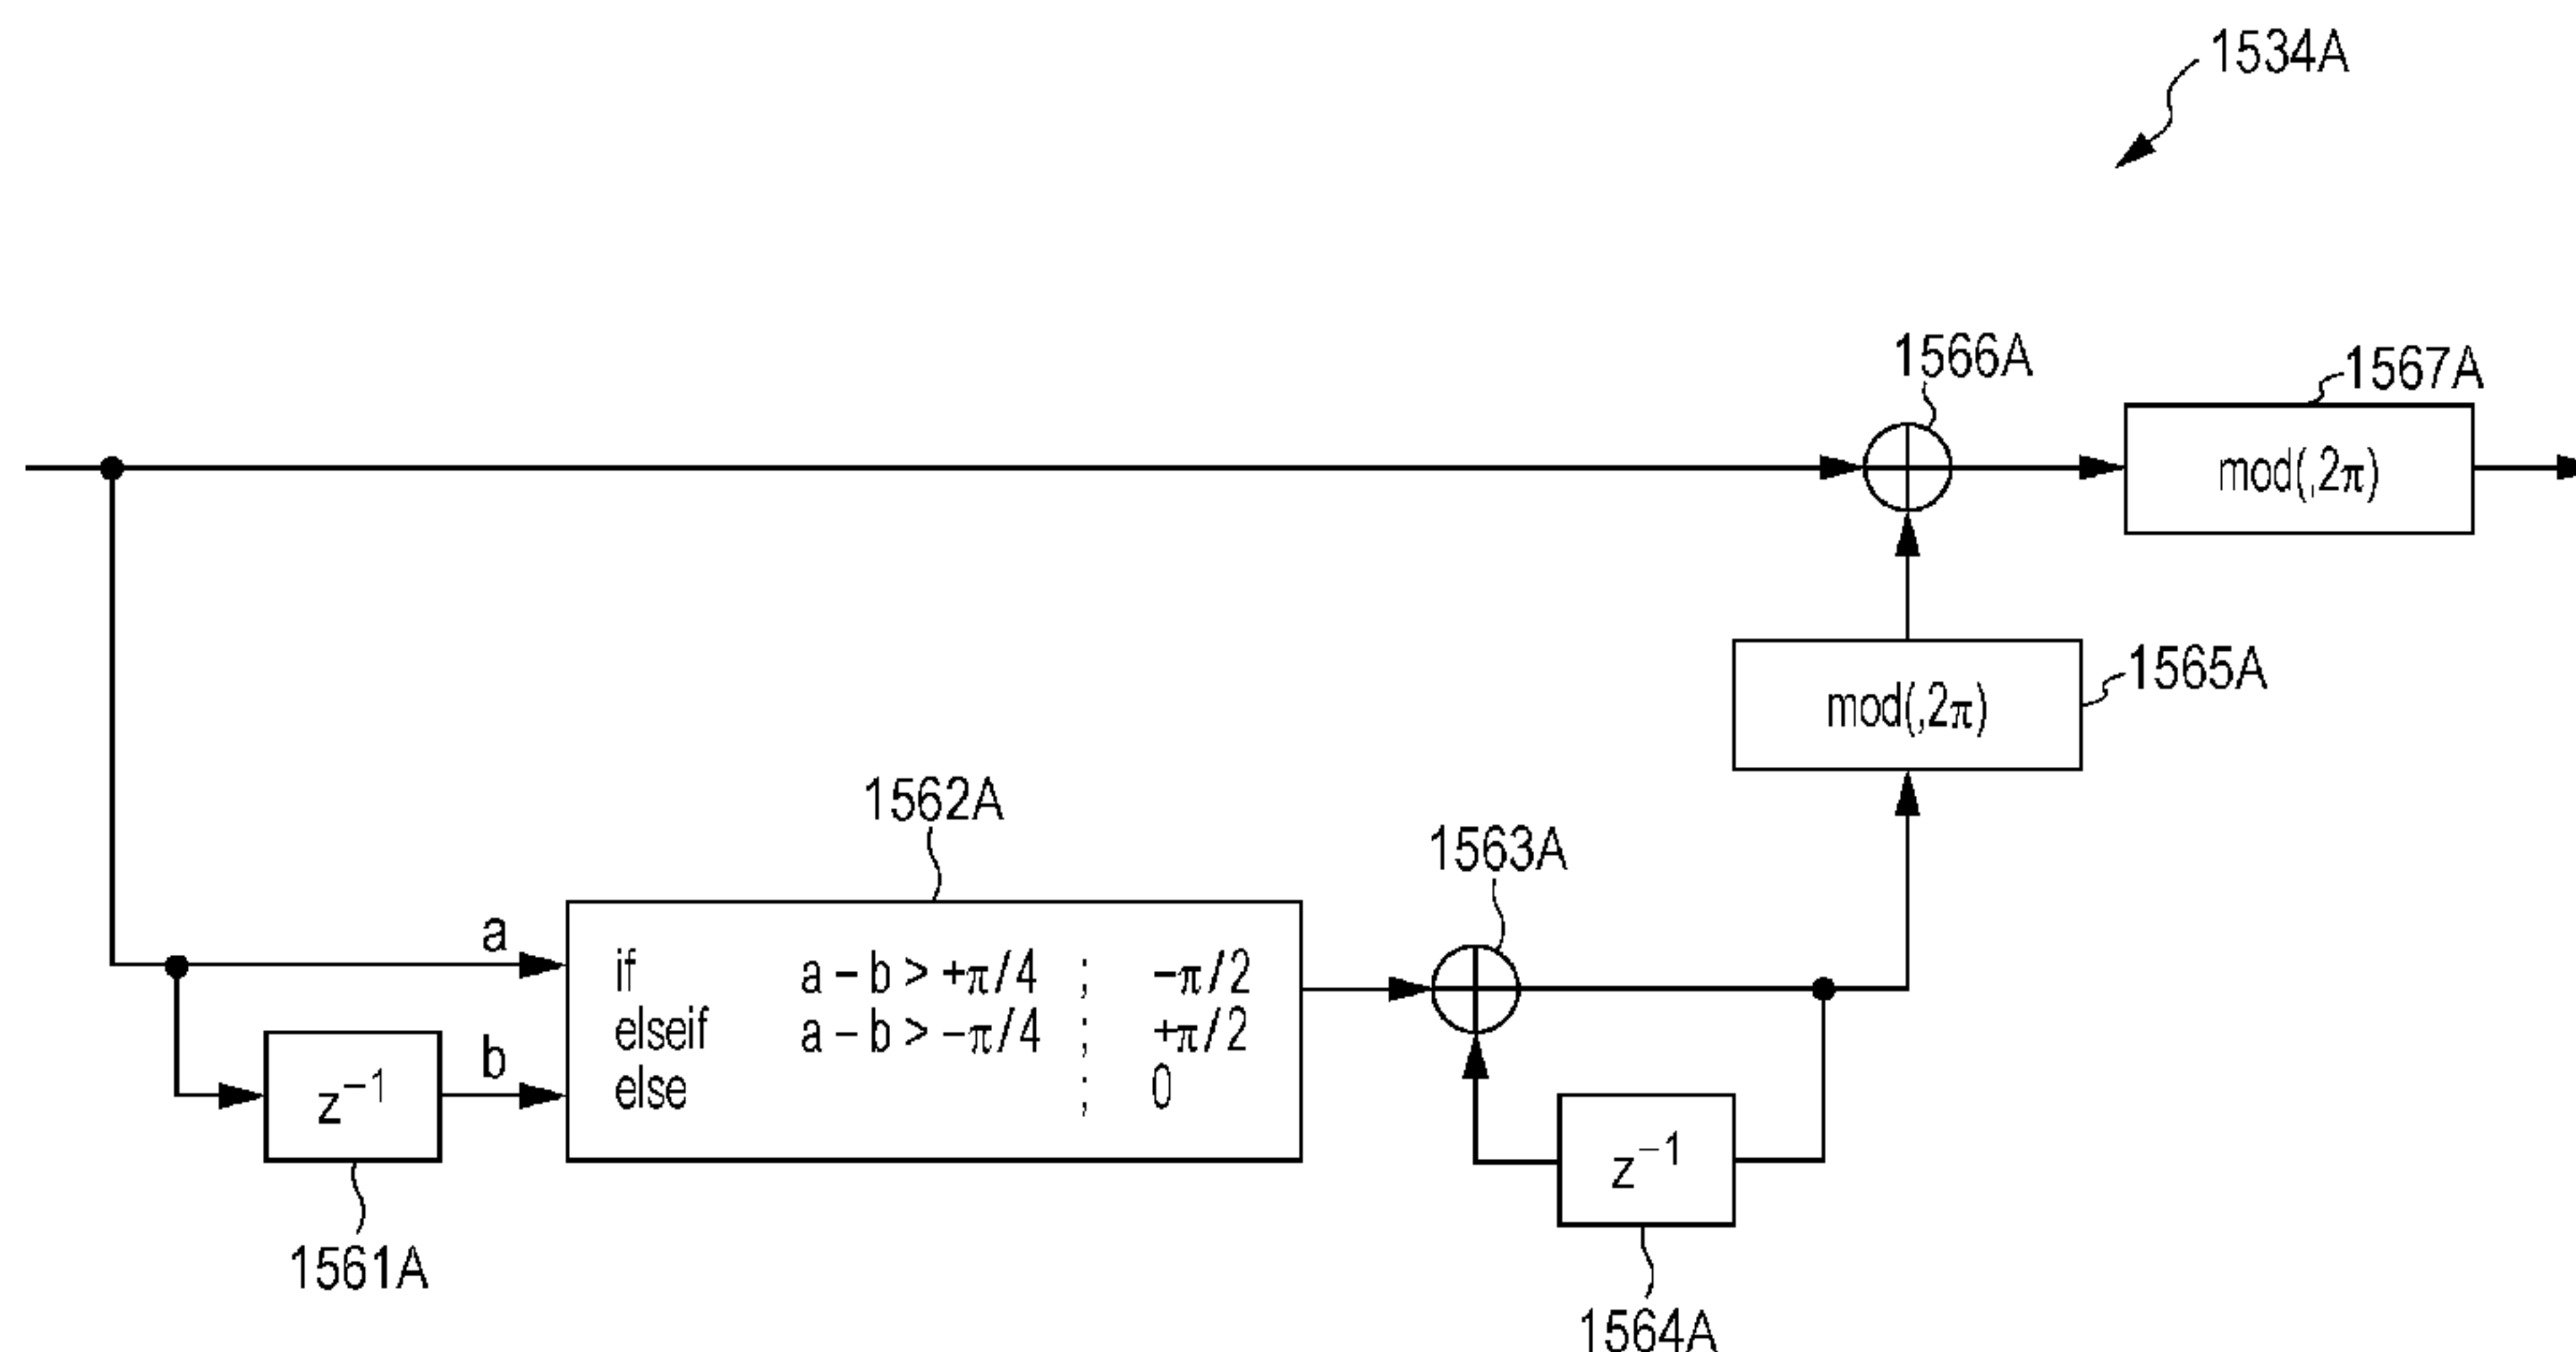 1534A
1566A
1567A
mod(,2π)
1565A
mod(,2π)
1562A
1563A
a
if a – b > +π/4 ; –π/2
elseif a – b > –π/4 ; +π/2
else ; 0
b
z⁻¹
z⁻¹
1561A
1564A